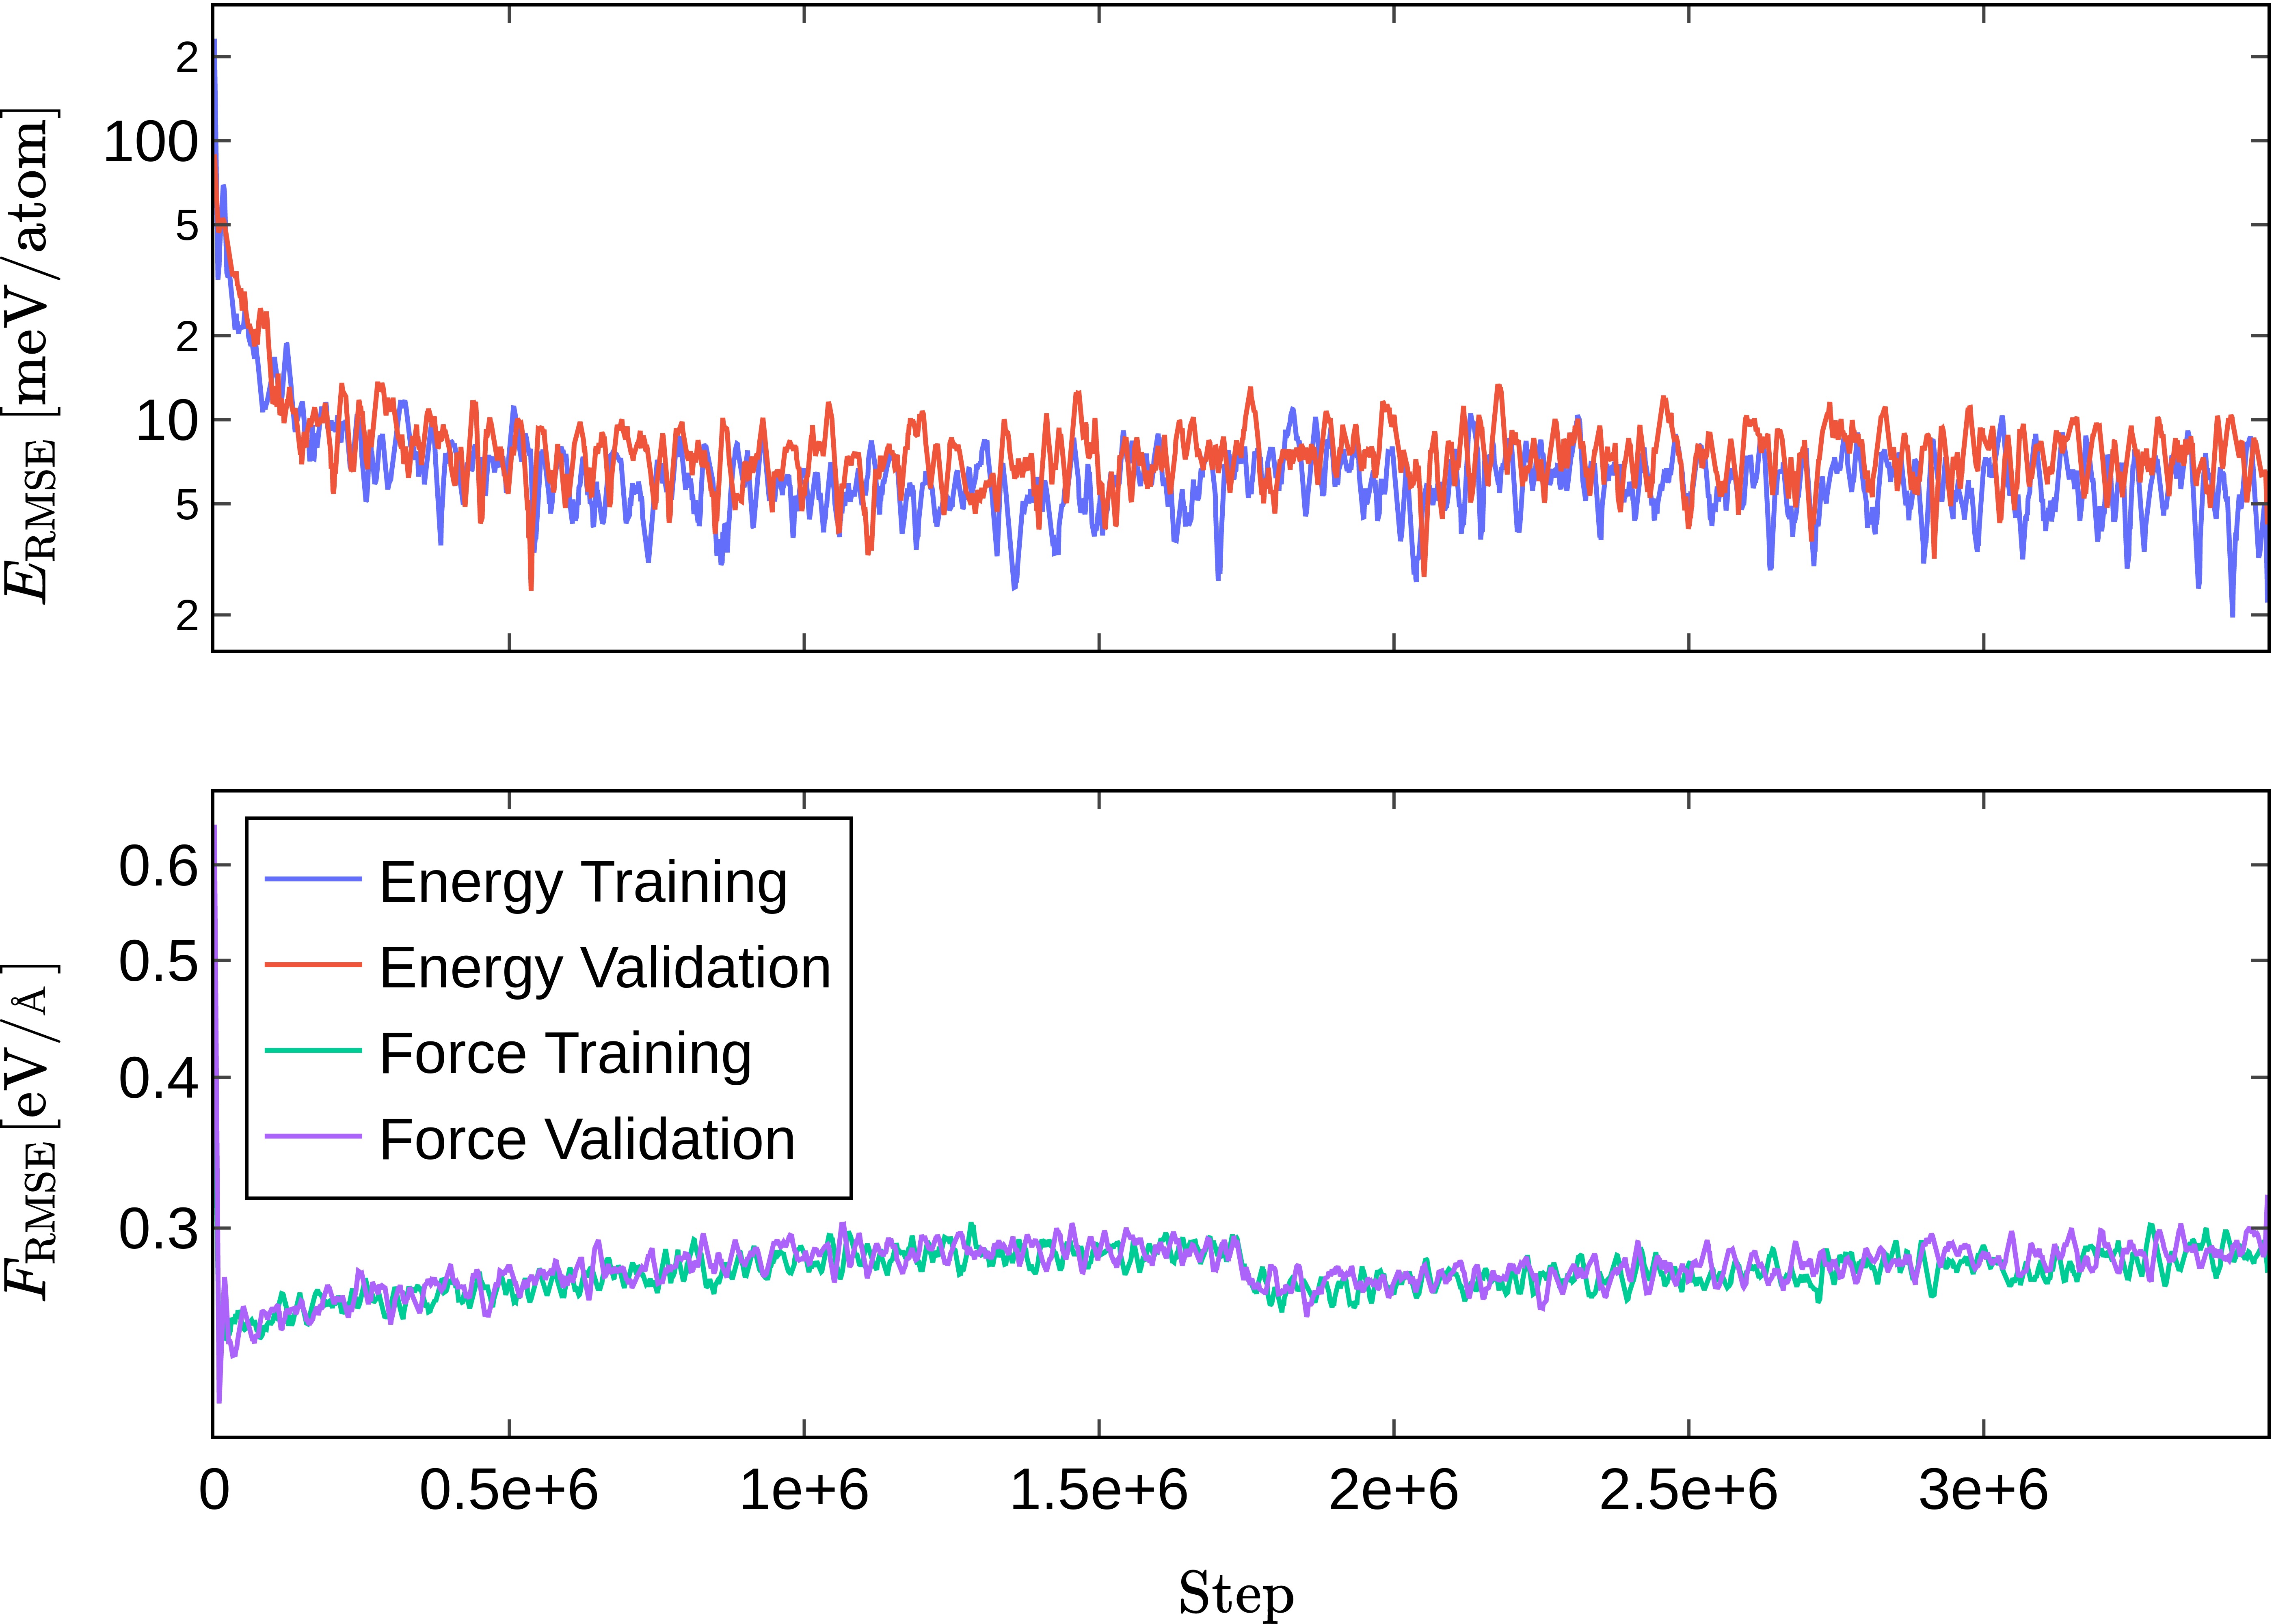 E_RMSE [meV/atom]
2
100
5
2
10
5
2
F_RMSE [eV/Å]
0.6
0.5
0.4
0.3
Energy Training
Energy Validation
Force Training
Force Validation
0 0.5e+6 1e+6 1.5e+6 2e+6 2.5e+6 3e+6
Step